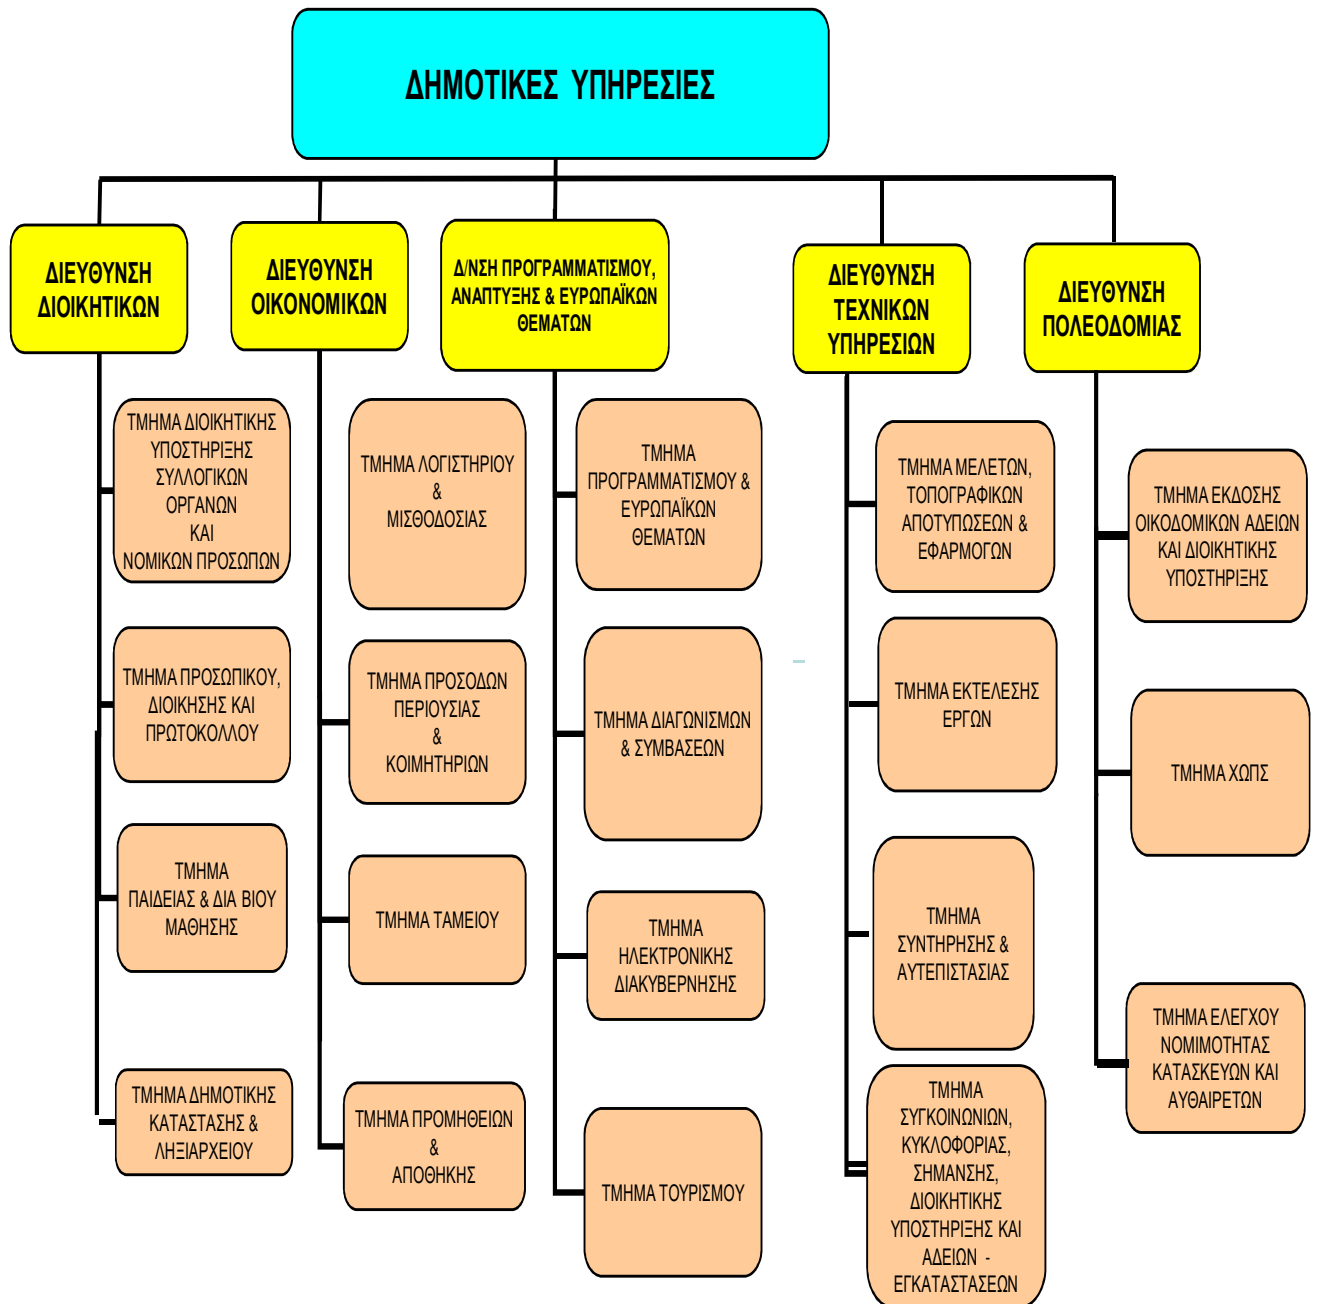 ΔΗΜΟΤΙΚΕΣ ΥΠΗΡΕΣΙΕΣ
ΔΙΕΥΘΥΝΣΗ
ΔΙΟΙΚΗΤΙΚΩΝ
ΤΜΗΜΑ ΔΙΟΙΚΗΤΙΚΗΣ
ΥΠΟΣΤΗΡΙΞΗΣ
ΣΥΛΛΟΓΙΚΩΝ
ΟΡΓΑΝΩΝ
ΚΑΙ
ΝΟΜΙΚΩΝ ΠΡΟΣΩΠΩΝ
ΤΜΗΜΑ ΠΡΟΣΩΠΙΚΟΥ,
ΔΙΟΙΚΗΣΗΣ ΚΑΙ
ΠΡΩΤΟΚΟΛΛΟΥ
ΤΜΗΜΑ
ΠΑΙΔΕΙΑΣ & ΔΙΑ ΒΙΟΥ
ΜΑΘΗΣΗΣ
ΤΜΗΜΑ ΔΗΜΟΤΙΚΗΣ
ΚΑΤΑΣΤΑΣΗΣ &
ΛΗΞΙΑΡΧΕΙΟΥ
ΔΙΕΥΘΥΝΣΗ
ΟΙΚΟΝΟΜΙΚΩΝ
ΤΜΗΜΑ ΛΟΓΙΣΤΗΡΙΟΥ
&
ΜΙΣΘΟΔΟΣΙΑΣ
ΤΜΗΜΑ ΠΡΟΣΟΔΩΝ
ΠΕΡΙΟΥΣΙΑΣ
&
ΚΟΙΜΗΤΗΡΙΩΝ
ΤΜΗΜΑ ΤΑΜΕΙΟΥ
ΤΜΗΜΑ ΠΡΟΜΗΘΕΙΩΝ
&
ΑΠΟΘΗΚΗΣ
Δ/ΝΣΗ ΠΡΟΓΡΑΜΜΑΤΙΣΜΟΥ,
ΑΝΑΠΤΥΞΗΣ & ΕΥΡΩΠΑΪΚΩΝ
ΘΕΜΑΤΩΝ
ΤΜΗΜΑ
ΠΡΟΓΡΑΜΜΑΤΙΣΜΟΥ &
ΕΥΡΩΠΑΪΚΩΝ
ΘΕΜΑΤΩΝ
ΤΜΗΜΑ ΔΙΑΓΩΝΙΣΜΩΝ
& ΣΥΜΒΑΣΕΩΝ
ΤΜΗΜΑ
ΗΛΕΚΤΡΟΝΙΚΗΣ
ΔΙΑΚΥΒΕΡΝΗΣΗΣ
ΤΜΗΜΑ ΤΟΥΡΙΣΜΟΥ
ΔΙΕΥΘΥΝΣΗ
ΤΕΧΝΙΚΩΝ
ΥΠΗΡΕΣΙΩΝ
ΤΜΗΜΑ ΜΕΛΕΤΩΝ,
ΤΟΠΟΓΡΑΦΙΚΩΝ
ΑΠΟΤΥΠΩΣΕΩΝ &
ΕΦΑΡΜΟΓΩΝ
ΤΜΗΜΑ ΕΚΤΕΛΕΣΗΣ
ΕΡΓΩΝ
ΤΜΗΜΑ
ΣΥΝΤΗΡΗΣΗΣ &
ΑΥΤΕΠΙΣΤΑΣΙΑΣ
ΤΜΗΜΑ
ΣΥΓΚΟΙΝΩΝΙΩΝ,
ΚΥΚΛΟΦΟΡΙΑΣ,
ΣΗΜΑΝΣΗΣ,
ΔΙΟΙΚΗΤΙΚΗΣ
ΥΠΟΣΤΗΡΙΞΗΣ ΚΑΙ
ΑΔΕΙΩΝ -
ΕΓΚΑΤΑΣΤΑΣΕΩΝ
ΔΙΕΥΘΥΝΣΗ
ΠΟΛΕΟΔΟΜΙΑΣ
ΤΜΗΜΑ ΕΚΔΟΣΗΣ
ΟΙΚΟΔΟΜΙΚΩΝ ΑΔΕΙΩΝ
ΚΑΙ ΔΙΟΙΚΗΤΙΚΗΣ
ΥΠΟΣΤΗΡΙΞΗΣ
ΤΜΗΜΑ ΧΩΠΣ
ΤΜΗΜΑ ΕΛΕΓΧΟΥ
ΝΟΜΙΜΟΤΗΤΑΣ
ΚΑΤΑΣΚΕΥΩΝ ΚΑΙ
ΑΥΘΑΙΡΕΤΩΝ